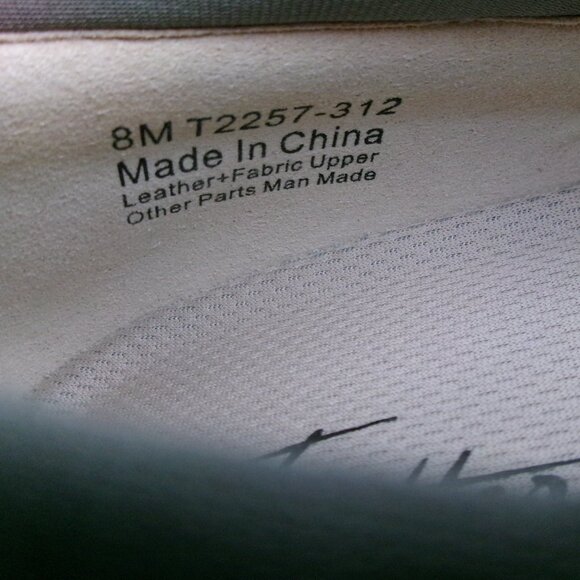 8M T2257-312
Made In China
Leather+Fabric Upper
Other Parts Man Made